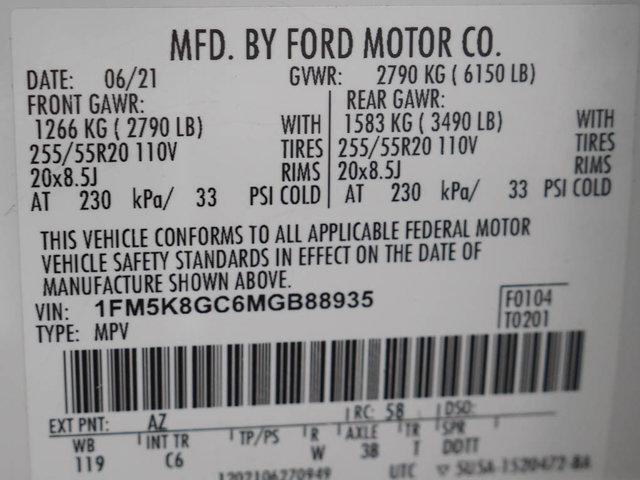 MFD. BY FORD MOTOR CO.
DATE: 06/21 GVWR: 2790 KG ( 6150 LB)
FRONT GAWR: REAR GAWR:
1266 KG ( 2790 LB) WITH 1583 KG ( 3490 LB) WITH
255/55R20 110V TIRES 255/55R20 110V TIRES
20x8.5J RIMS 20x8.5J RIMS
AT 230 kPa/ 33 PSI COLD AT 230 kPa/ 33 PSI COLD
THIS VEHICLE CONFORMS TO ALL APPLICABLE FEDERAL MOTOR
VEHICLE SAFETY STANDARDS IN EFFECT ON THE DATE OF
MANUFACTURE SHOWN ABOVE.
VIN: 1FM5K8GC6MGB88935 F0104
TYPE: MPV T0201
EXT PNT: AZ RC: 58 DSO:
WB INT TR TP/PS R AXLE TR SPR
119 C6 W 38 T DDTT
1202106270949 UTC 5U5A-1520472-BA